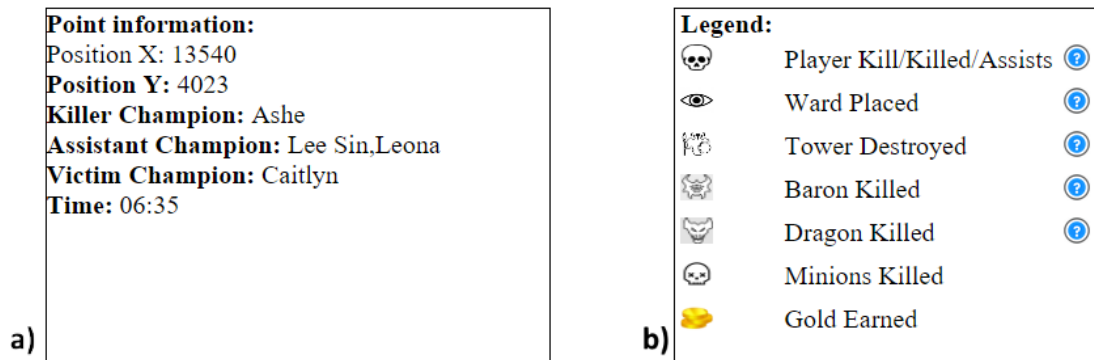 Point information:
Position X: 13540
Position Y: 4023
Killer Champion: Ashe
Assistant Champion: Lee Sin,Leona
Victim Champion: Caitlyn
Time: 06:35
a)
Legend:
Player Kill/Killed/Assists ?
Ward Placed ?
Tower Destroyed ?
Baron Killed ?
Dragon Killed ?
Minions Killed
Gold Earned
b)